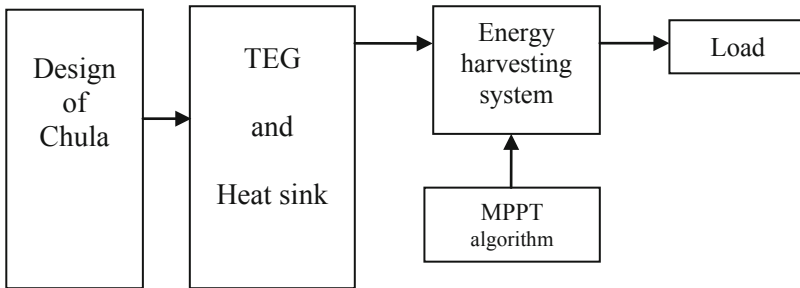 Design
of
Chula
TEG
and
Heat sink
Energy
harvesting
system
Load
MPPT
algorithm